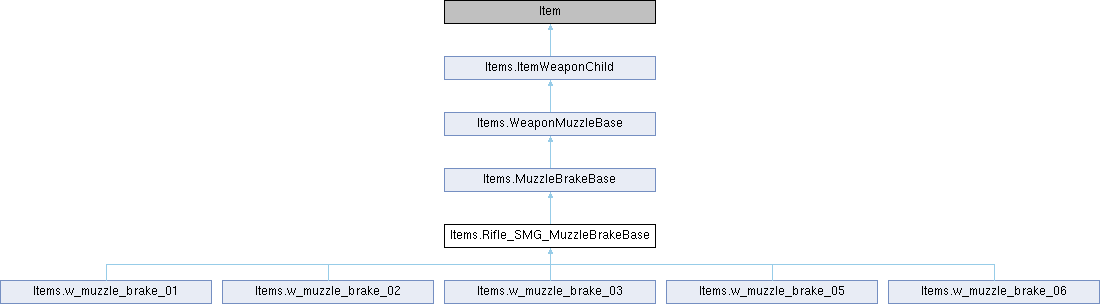 Item
Items.ItemWeaponChild
Items.WeaponMuzzleBase
Items.MuzzleBrakeBase
Items.Rifle_SMG_MuzzleBrakeBase
Items.w_muzzle_brake_01
Items.w_muzzle_brake_02
Items.w_muzzle_brake_03
Items.w_muzzle_brake_05
Items.w_muzzle_brake_06